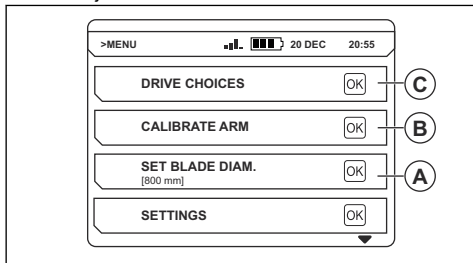 >MENU 20 DEC 20:55
DRIVE CHOICES OK C
CALIBRATE ARM OK B
SET BLADE DIAM. OK A
[800 mm]
SETTINGS OK